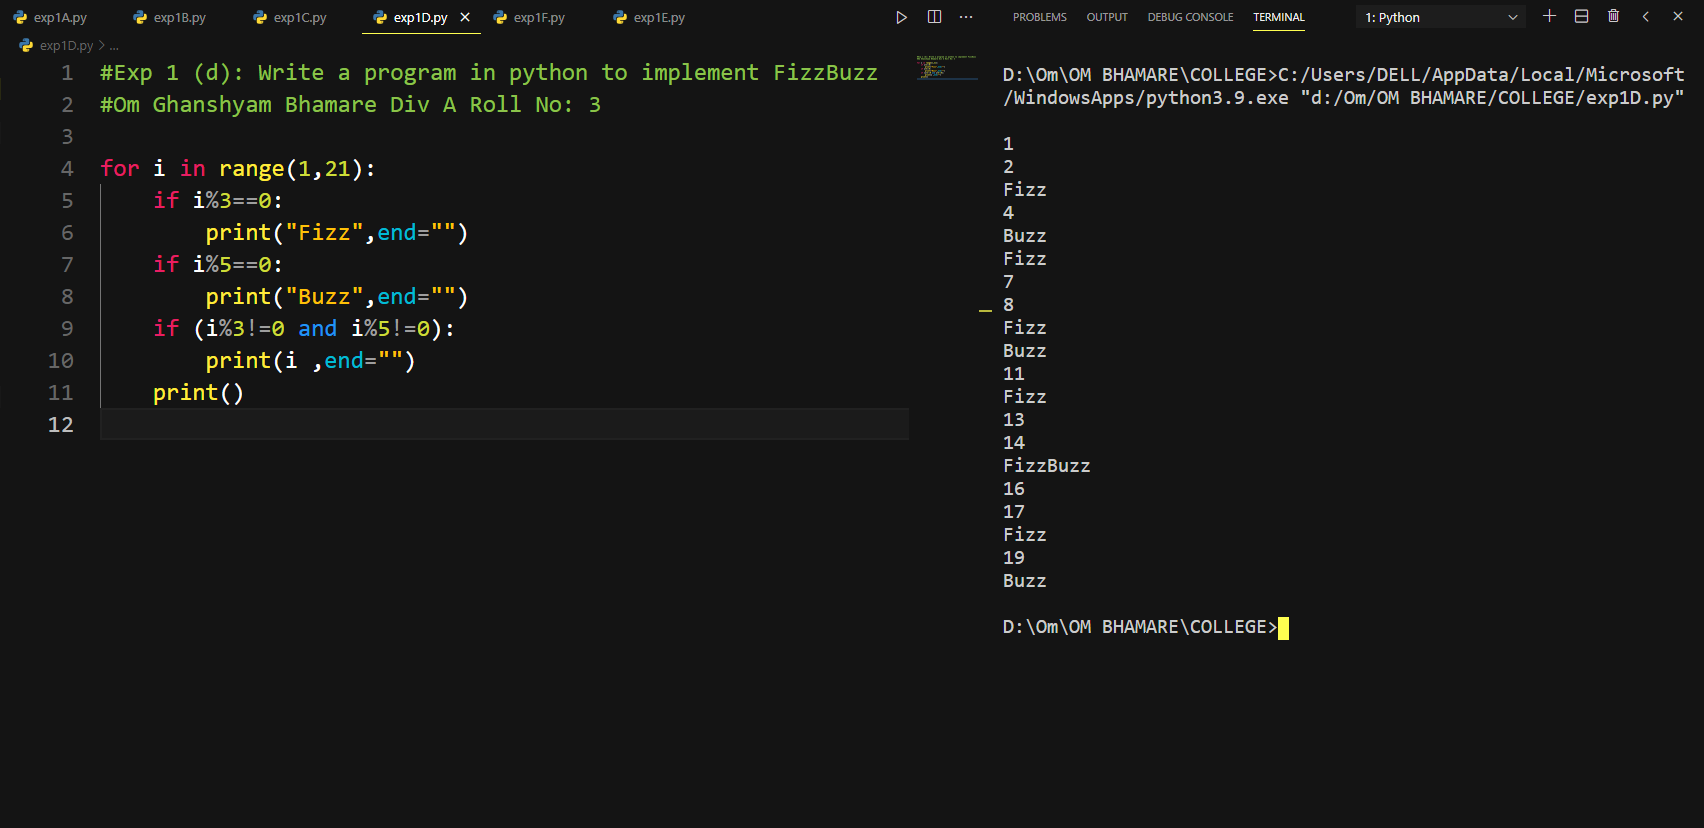 exp1A.py exp1B.py exp1C.py exp1D.py exp1F.py exp1E.py
exp1D.py > ...
1 #Exp 1 (d): Write a program in python to implement FizzBuzz
2 #Om Ghanshyam Bhamare Div A Roll No: 3
3
4 for i in range(1,21):
5     if i%3==0:
6         print("Fizz",end="")
7     if i%5==0:
8         print("Buzz",end="")
9     if (i%3!=0 and i%5!=0):
10         print(i ,end="")
11     print()
12
PROBLEMS OUTPUT DEBUG CONSOLE TERMINAL 1: Python
D:\Om\OM BHAMARE\COLLEGE>C:/Users/DELL/AppData/Local/Microsoft
/WindowsApps/python3.9.exe "d:/Om/OM BHAMARE/COLLEGE/exp1D.py"
1
2
Fizz
4
Buzz
Fizz
7
8
Fizz
Buzz
11
Fizz
13
14
FizzBuzz
16
17
Fizz
19
Buzz
D:\Om\OM BHAMARE\COLLEGE>